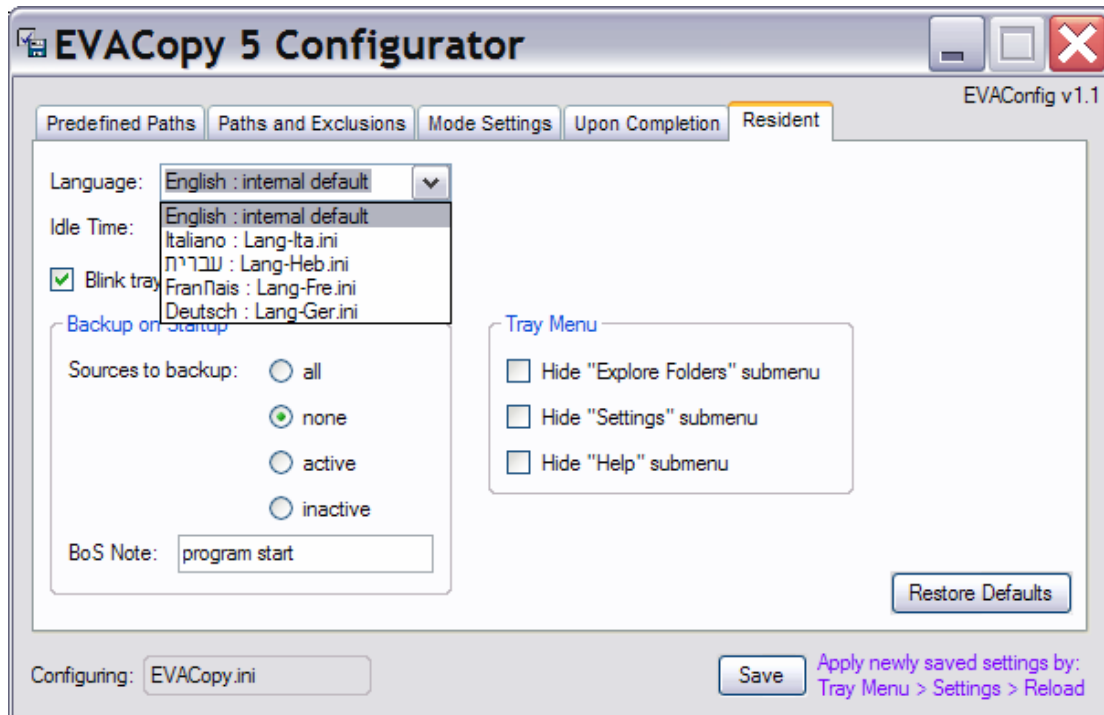 EVACopy 5 Configurator
EVAConfig v1.1
Predefined Paths
Paths and Exclusions
Mode Settings
Upon Completion
Resident
Language:
English : internal default
English : internal default
Italiano : Lang-Ita.ini
עברית : Lang-Heb.ini
Franחais : Lang-Fre.ini
Deutsch : Lang-Ger.ini
Idle Time:
Blink tray
Backup on Startup
Sources to backup:
all
none
active
inactive
BoS Note:
program start
Tray Menu
Hide "Explore Folders" submenu
Hide "Settings" submenu
Hide "Help" submenu
Restore Defaults
Configuring:
EVACopy.ini
Save
Apply newly saved settings by:
Tray Menu > Settings > Reload